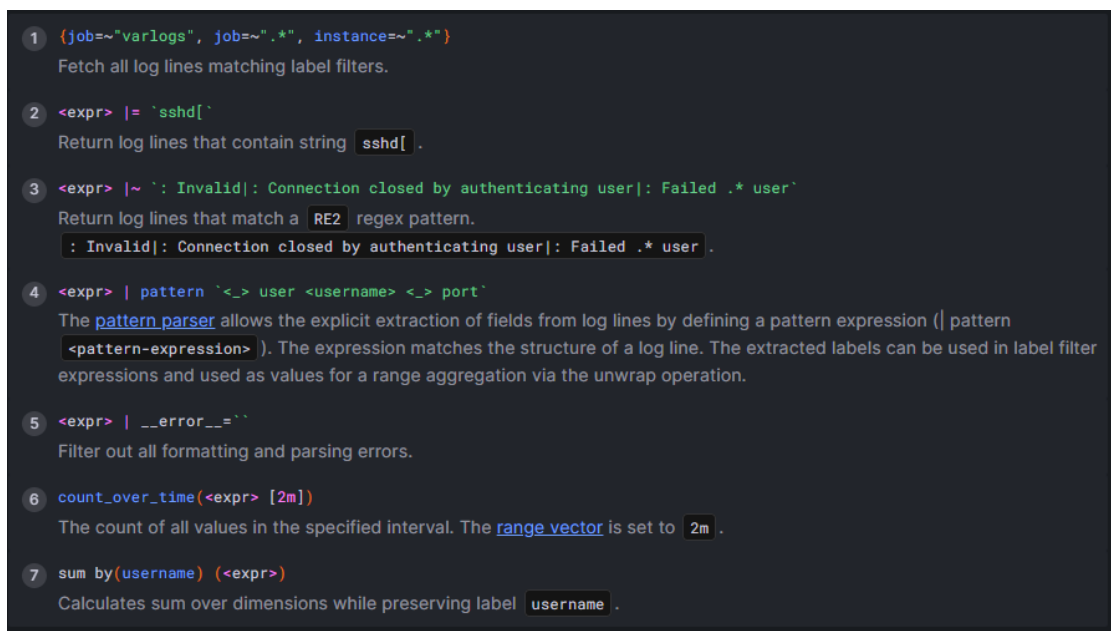 1 {job=~"varlogs", job=~".*", instance=~".*"}
Fetch all log lines matching label filters.
2 <expr> |= `sshd[`
Return log lines that contain string sshd[ .
3 <expr> |~ `: Invalid|: Connection closed by authenticating user|: Failed .* user`
Return log lines that match a RE2 regex pattern.
: Invalid|: Connection closed by authenticating user|: Failed .* user .
4 <expr> | pattern `<_> user <username> <_> port`
The pattern parser allows the explicit extraction of fields from log lines by defining a pattern expression (| pattern
<pattern-expression> ). The expression matches the structure of a log line. The extracted labels can be used in label filter
expressions and used as values for a range aggregation via the unwrap operation.
5 <expr> | __error__=``
Filter out all formatting and parsing errors.
6 count_over_time(<expr> [2m])
The count of all values in the specified interval. The range vector is set to 2m .
7 sum by(username) (<expr>)
Calculates sum over dimensions while preserving label username .